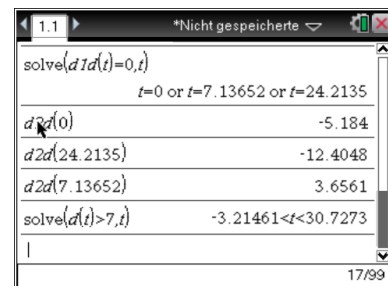 1.1 *Nicht gespeicherte
solve(d1d(t)=0,t)
t=0 or t=7.13652 or t=24.2135
d2d(0) -5.184
d2d(24.2135) -12.4048
d2d(7.13652) 3.6561
solve(d(t)>7,t) -3.21461<t<30.7273
17/99